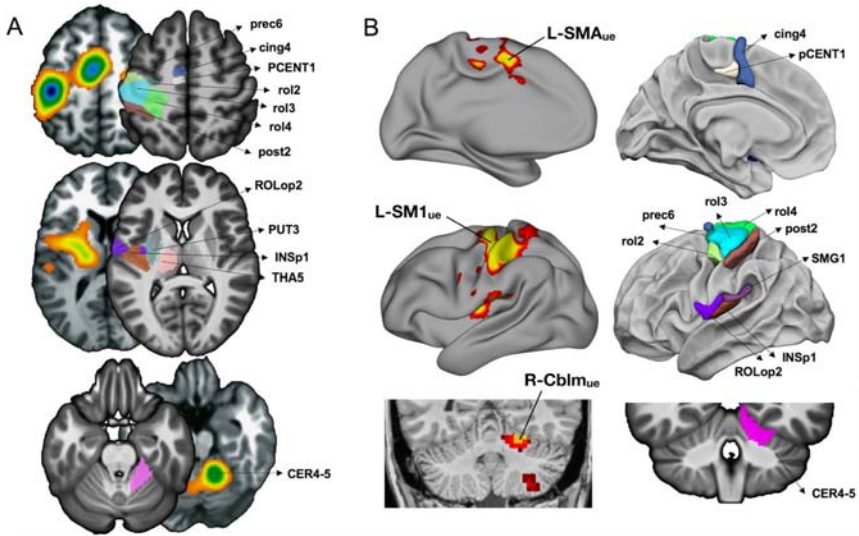 A
prec6
cing4
PCENT1
rol2
rol3
rol4
post2
ROLop2
PUT3
INSp1
THA5
CER4-5
B
L-SMAue
cing4
pCENT1
L-SM1ue
rol3
prec6
rol4
post2
rol2
SMG1
INSp1
ROLop2
R-Cblmue
CER4-5